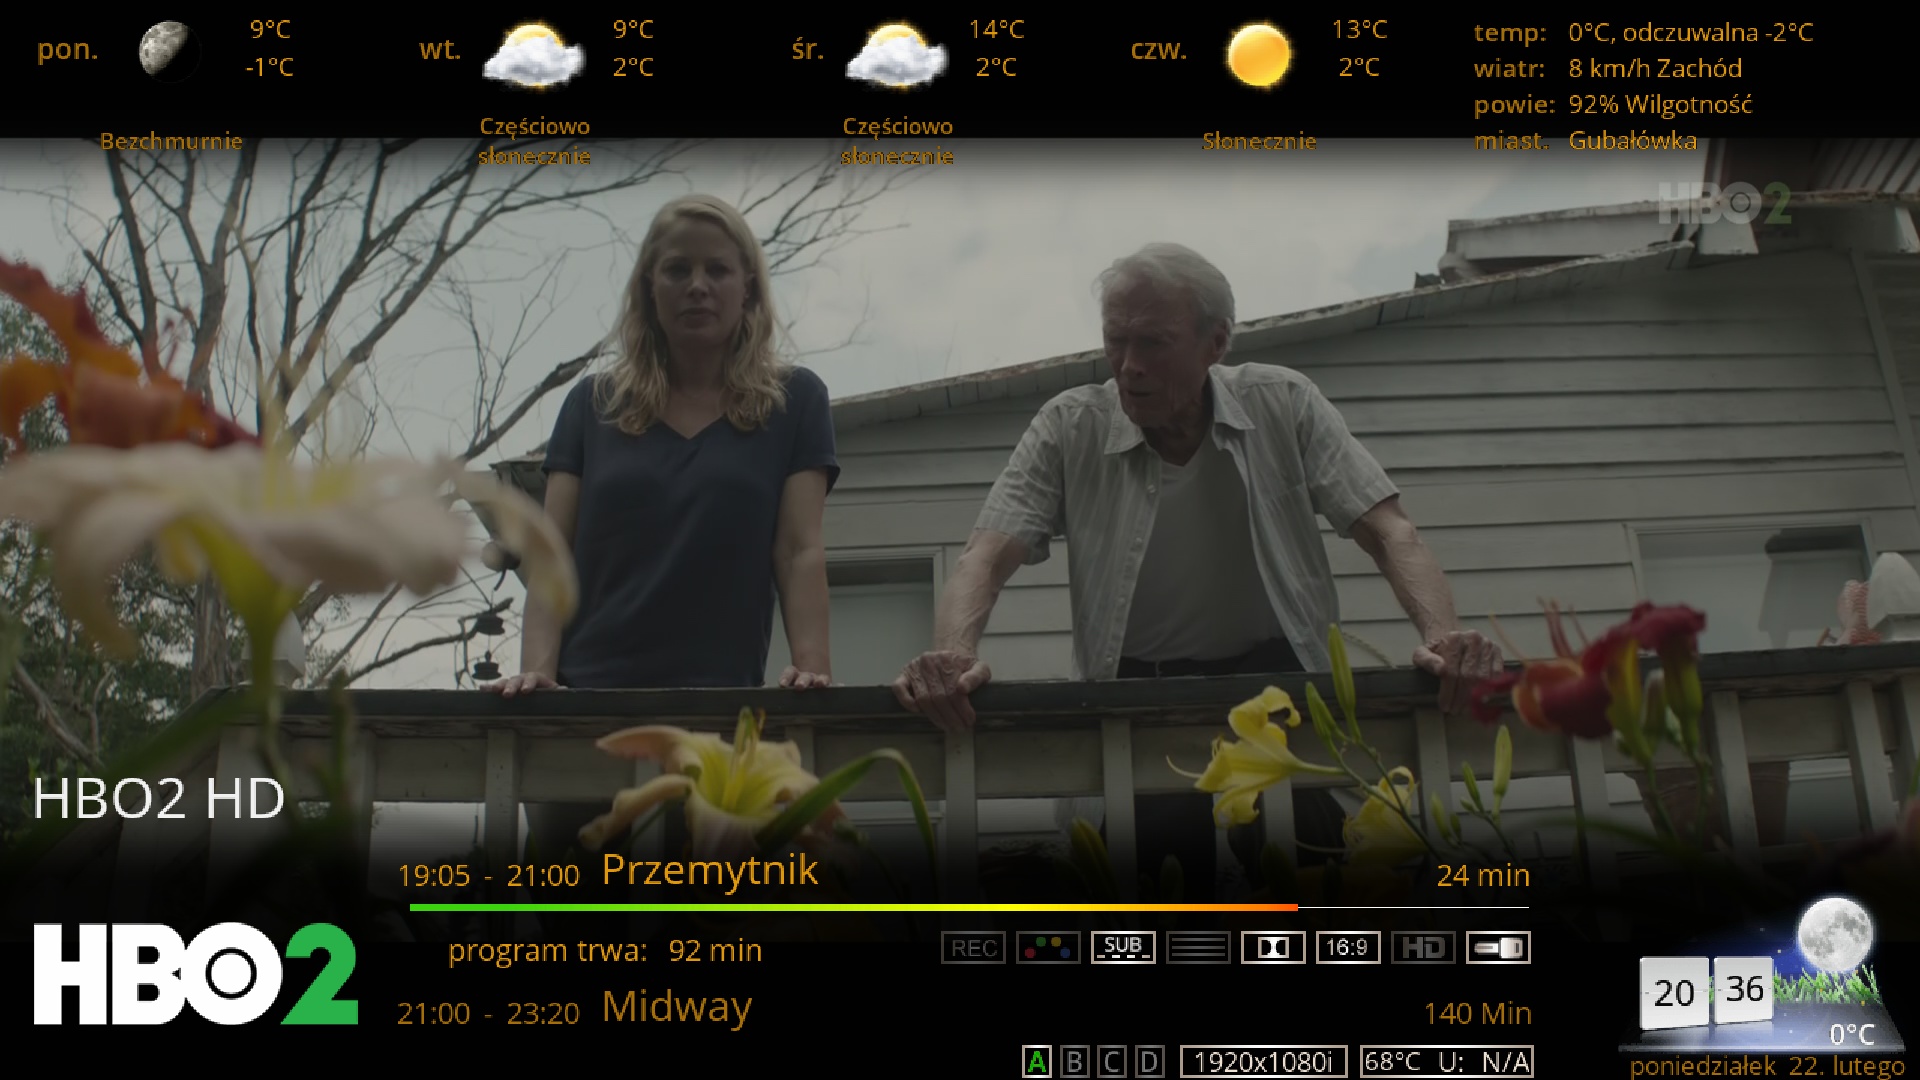 pon. 9°C wt. 9°C śr. 14°C czw. 13°C
-1°C 2°C 2°C 2°C
Bezchmurnie
Częściowo
słonecznie
Częściowo
słonecznie
Słonecznie
temp: 0°C, odczuwalna -2°C
wiatr: 8 km/h Zachód
powie: 92% Wilgotność
miast. Gubałówka
HBO2
HBO2 HD
19:05 - 21:00 Przemytnik 24 min
HBO2
program trwa: 92 min
REC SUB 16:9 HD
21:00 - 23:20 Midway 140 Min
A B C D 1920x1080i 68°C U: N/A
20 36
0°C
poniedziałek 22. lutego